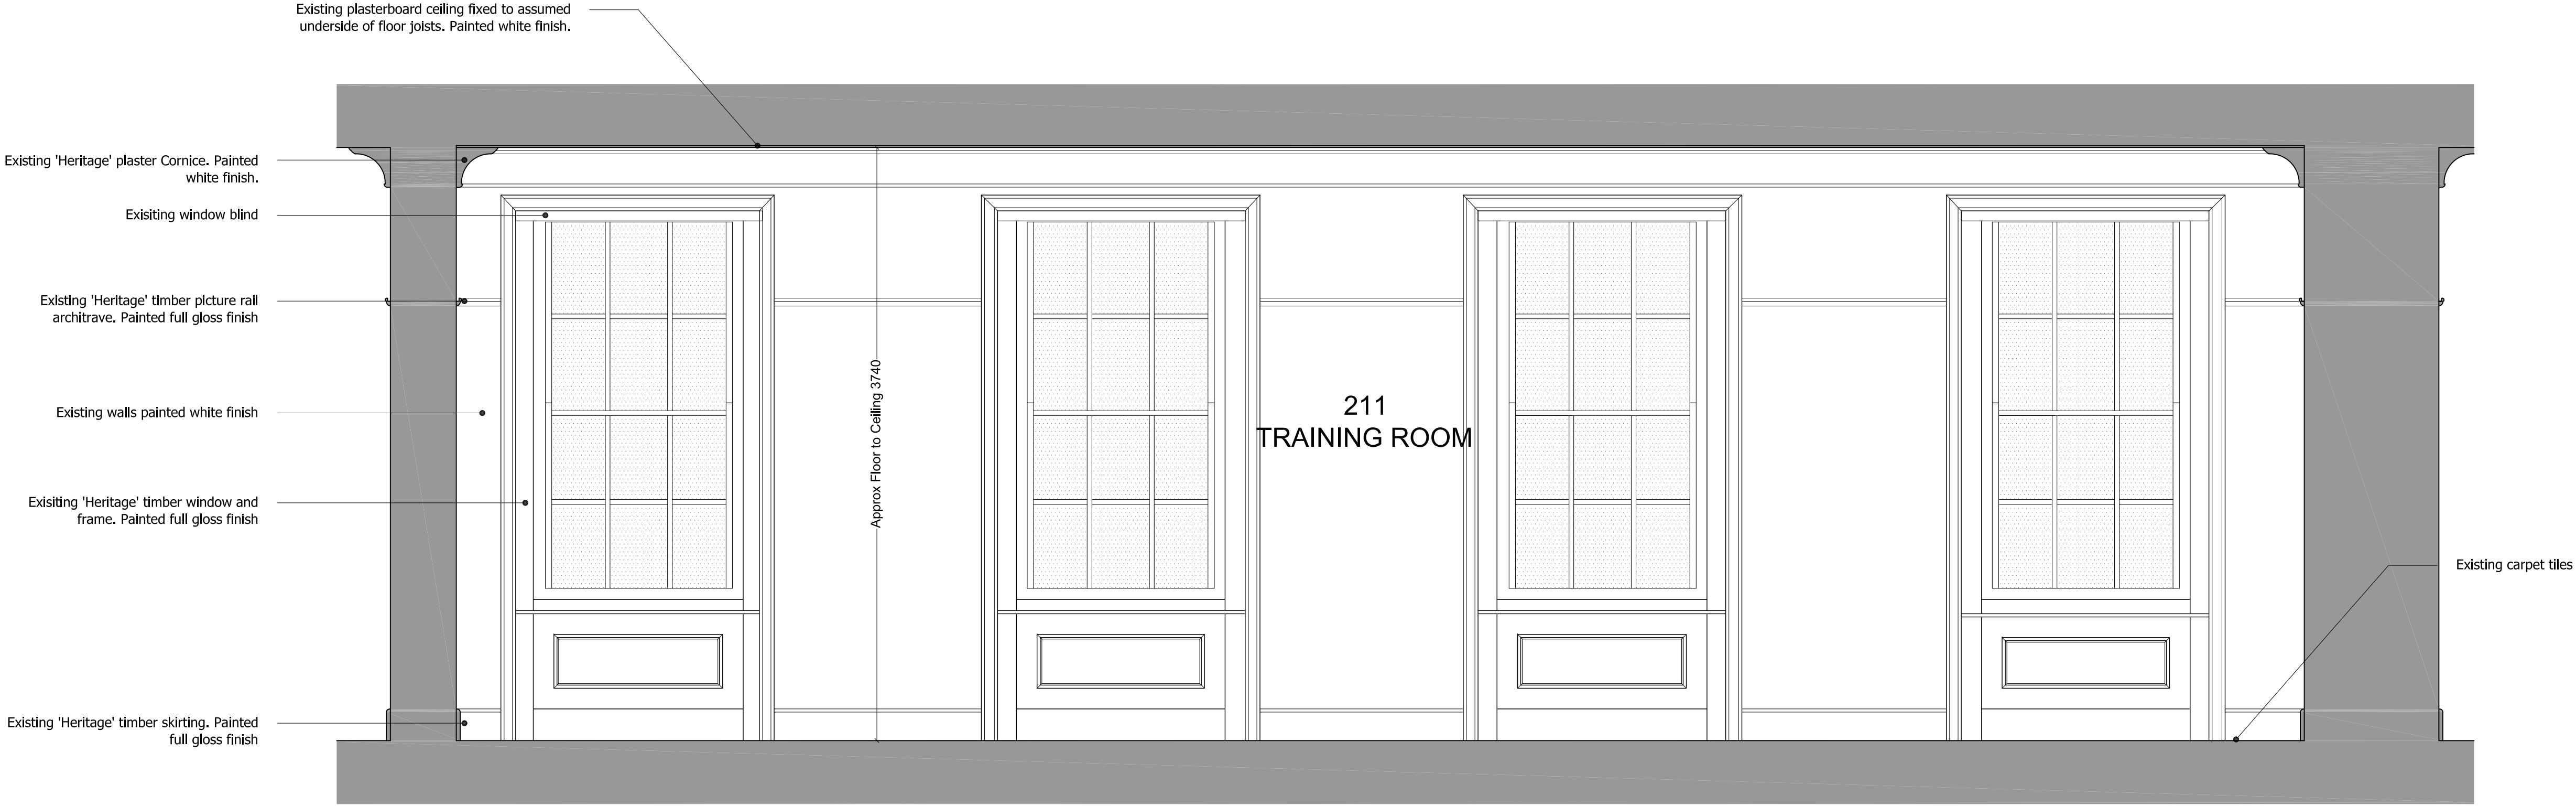 Existing plasterboard ceiling fixed to assumed
underside of floor joists. Painted white finish.
Existing 'Heritage' plaster Cornice. Painted
white finish.
Exisiting window blind
Existing 'Heritage' timber picture rail
architrave. Painted full gloss finish
Existing walls painted white finish
Exisiting 'Heritage' timber window and
frame. Painted full gloss finish
Existing 'Heritage' timber skirting. Painted
full gloss finish
Approx Floor to Ceiling 3740
211
TRAINING ROOM
Existing carpet tiles